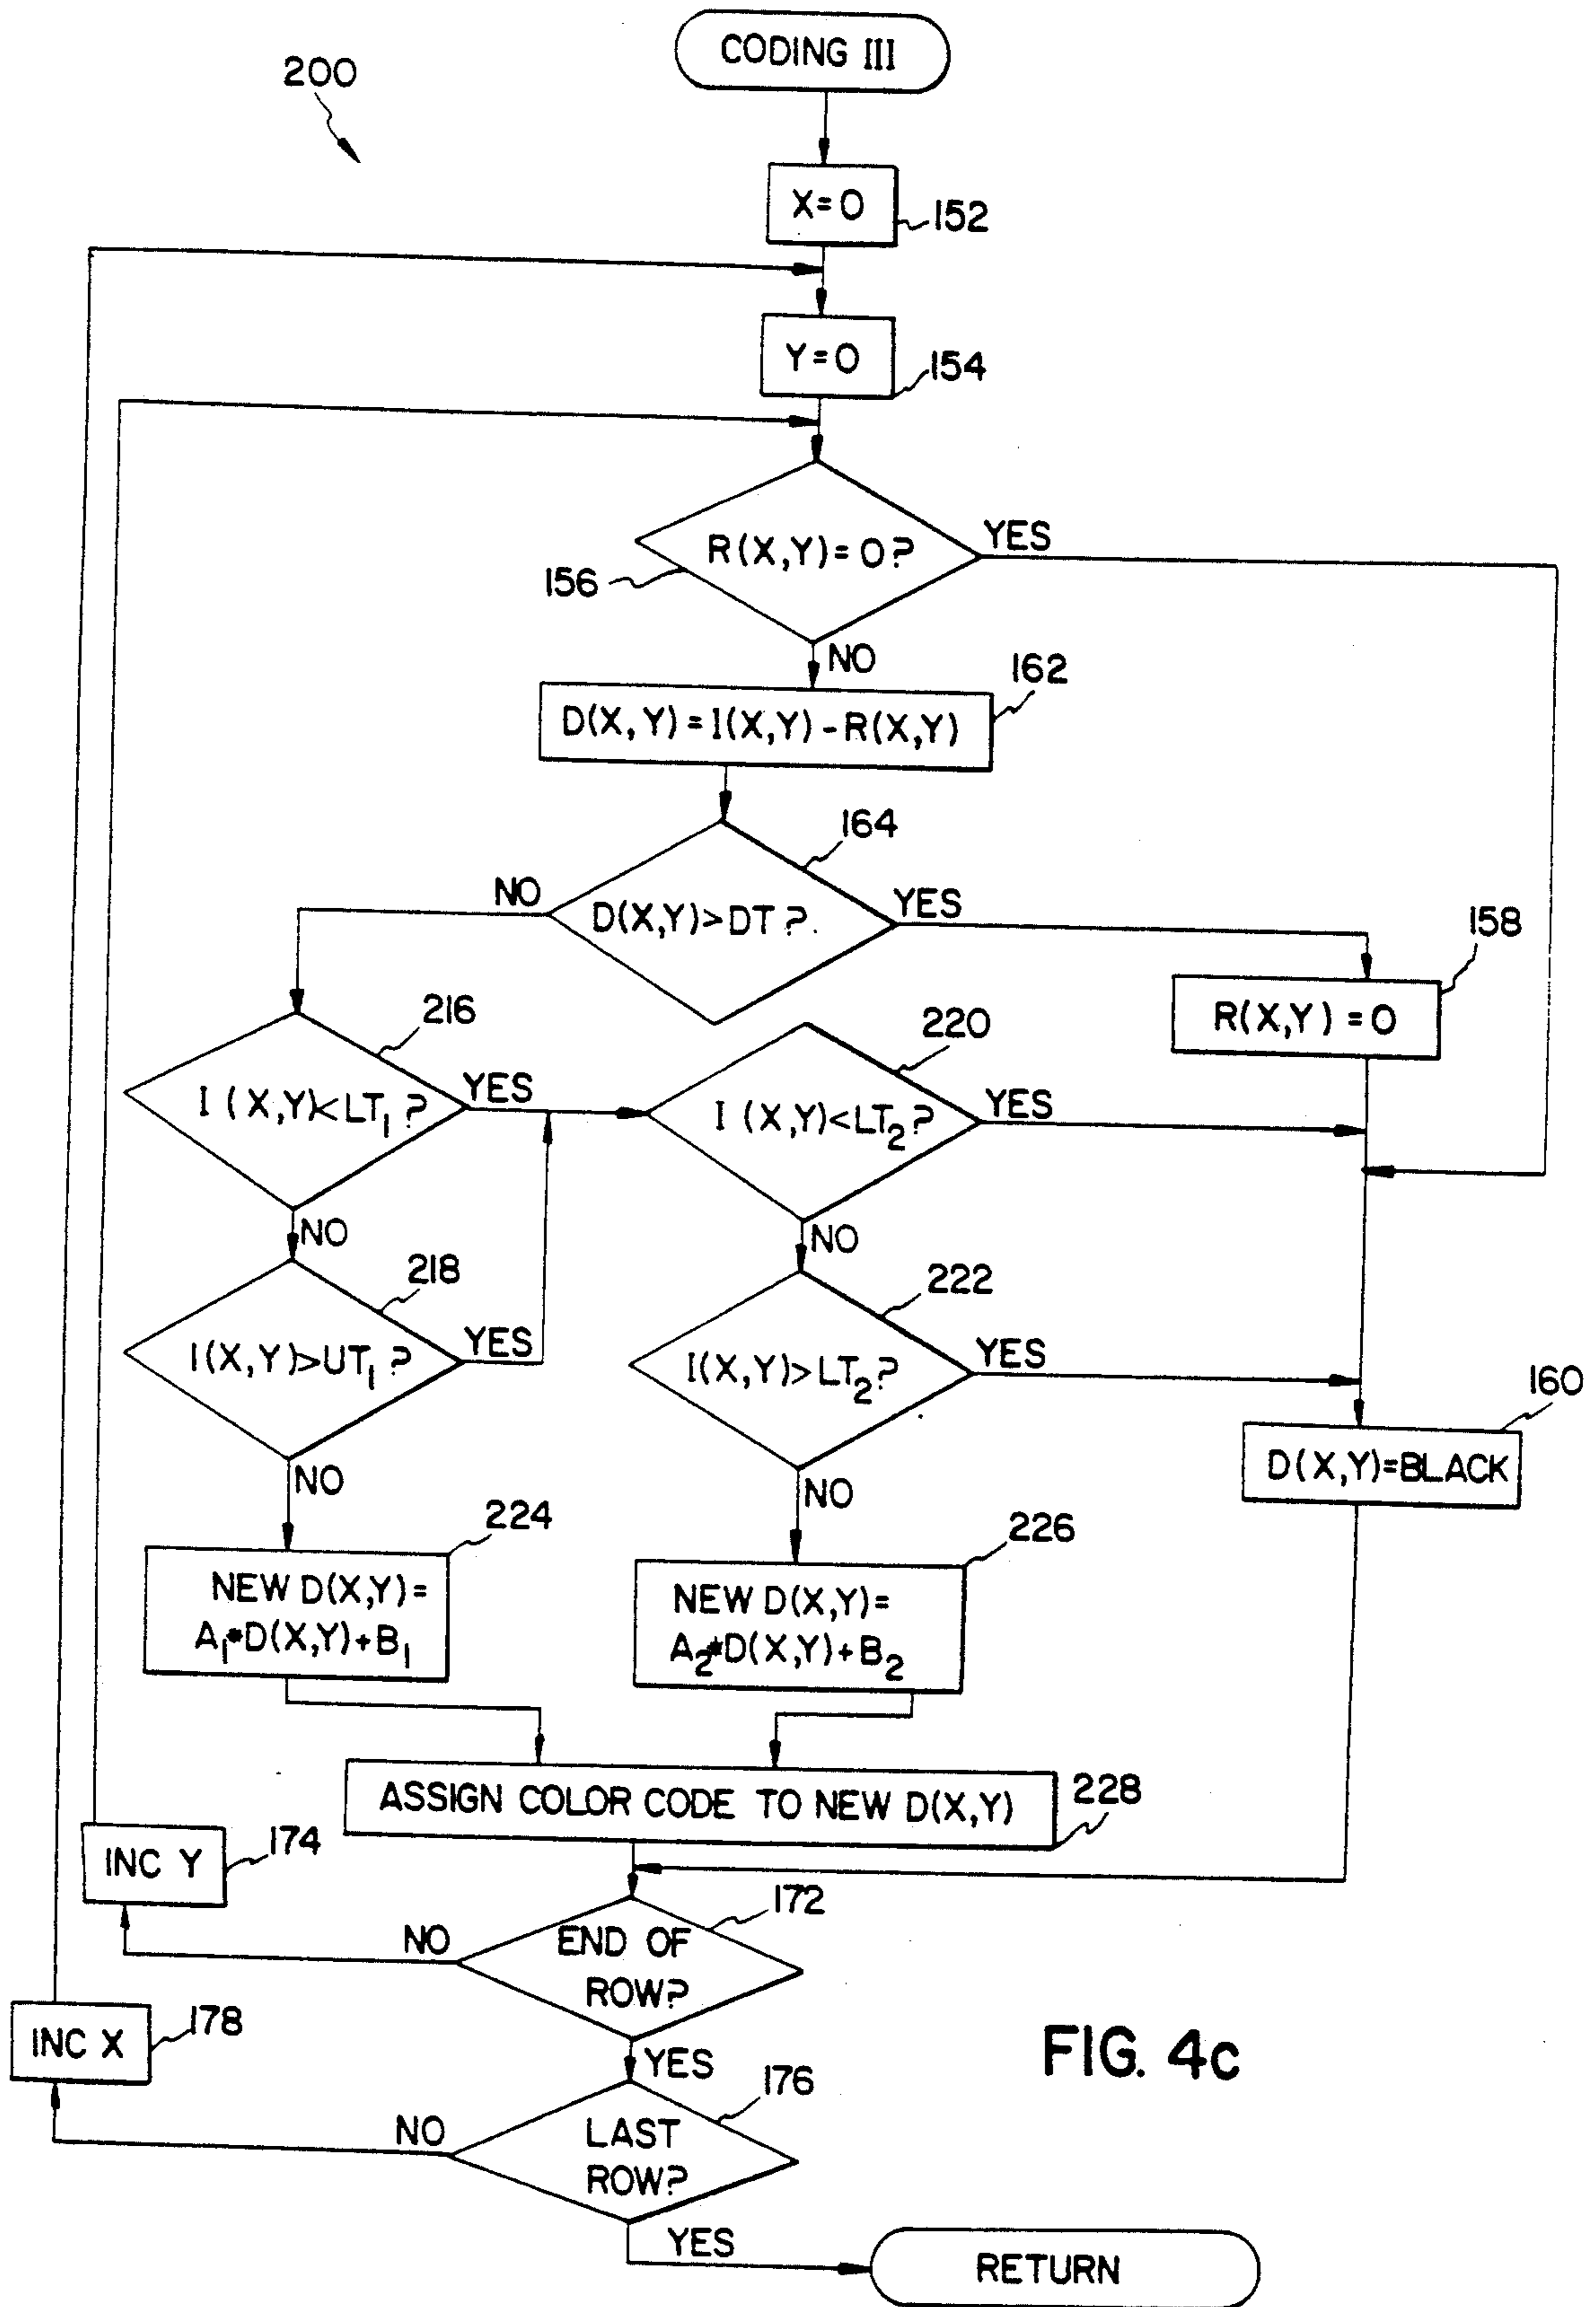 CODING III
200
X=0
152
Y=0
154
R(X,Y)=0?
YES
156
NO
162
D(X,Y)=I(X,Y)-R(X,Y)
164
NO
D(X,Y)>DT?
YES
158
R(X,Y)=0
216
220
I(X,Y)<LT₁?
YES
I(X,Y)<LT₂?
YES
NO
NO
218
222
I(X,Y)>UT₁?
YES
I(X,Y)>LT₂?
YES
160
D(X,Y)=BLACK
NO
NO
224
226
NEW D(X,Y)=
A₁*D(X,Y)+B₁
NEW D(X,Y)=
A₂*D(X,Y)+B₂
ASSIGN COLOR CODE TO NEW D(X,Y)
228
INC Y
174
172
NO
END OF
ROW?
INC X
178
YES
176
NO
LAST
ROW?
YES
RETURN
FIG. 4c